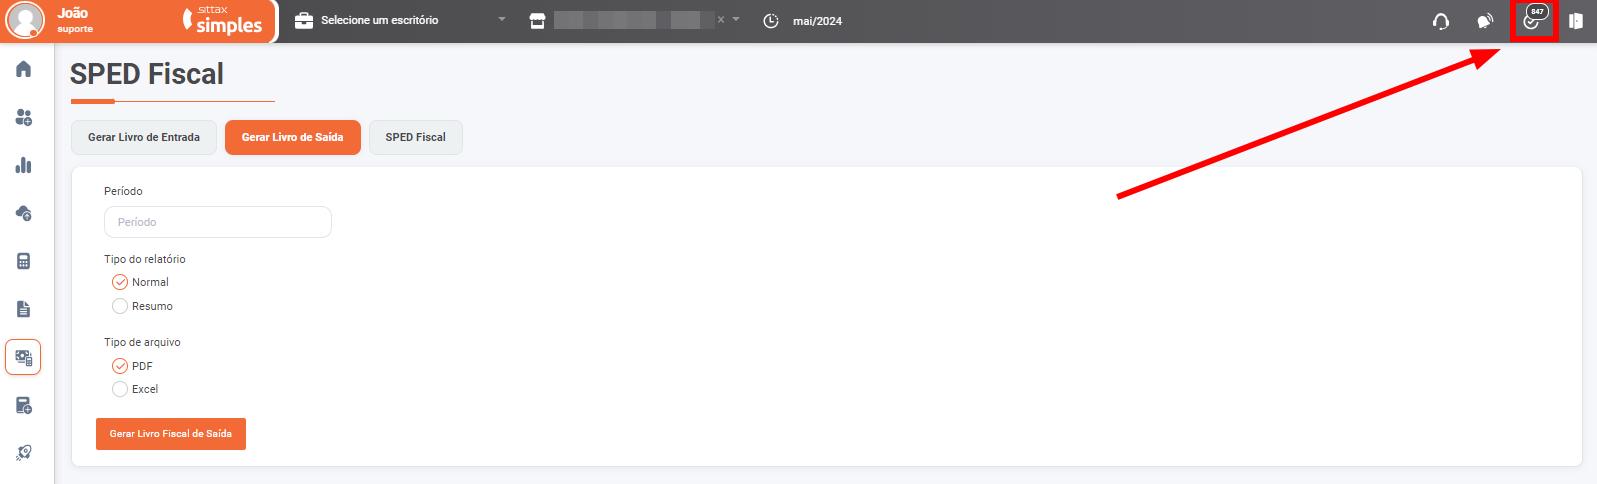 João
suporte
sittax
simples
Selecione um escritório
×
mai/2024
847
SPED Fiscal
Gerar Livro de Entrada
Gerar Livro de Saída
SPED Fiscal
Período
Período
Tipo do relatório
Normal
Resumo
Tipo de arquivo
PDF
Excel
Gerar Livro Fiscal de Saída